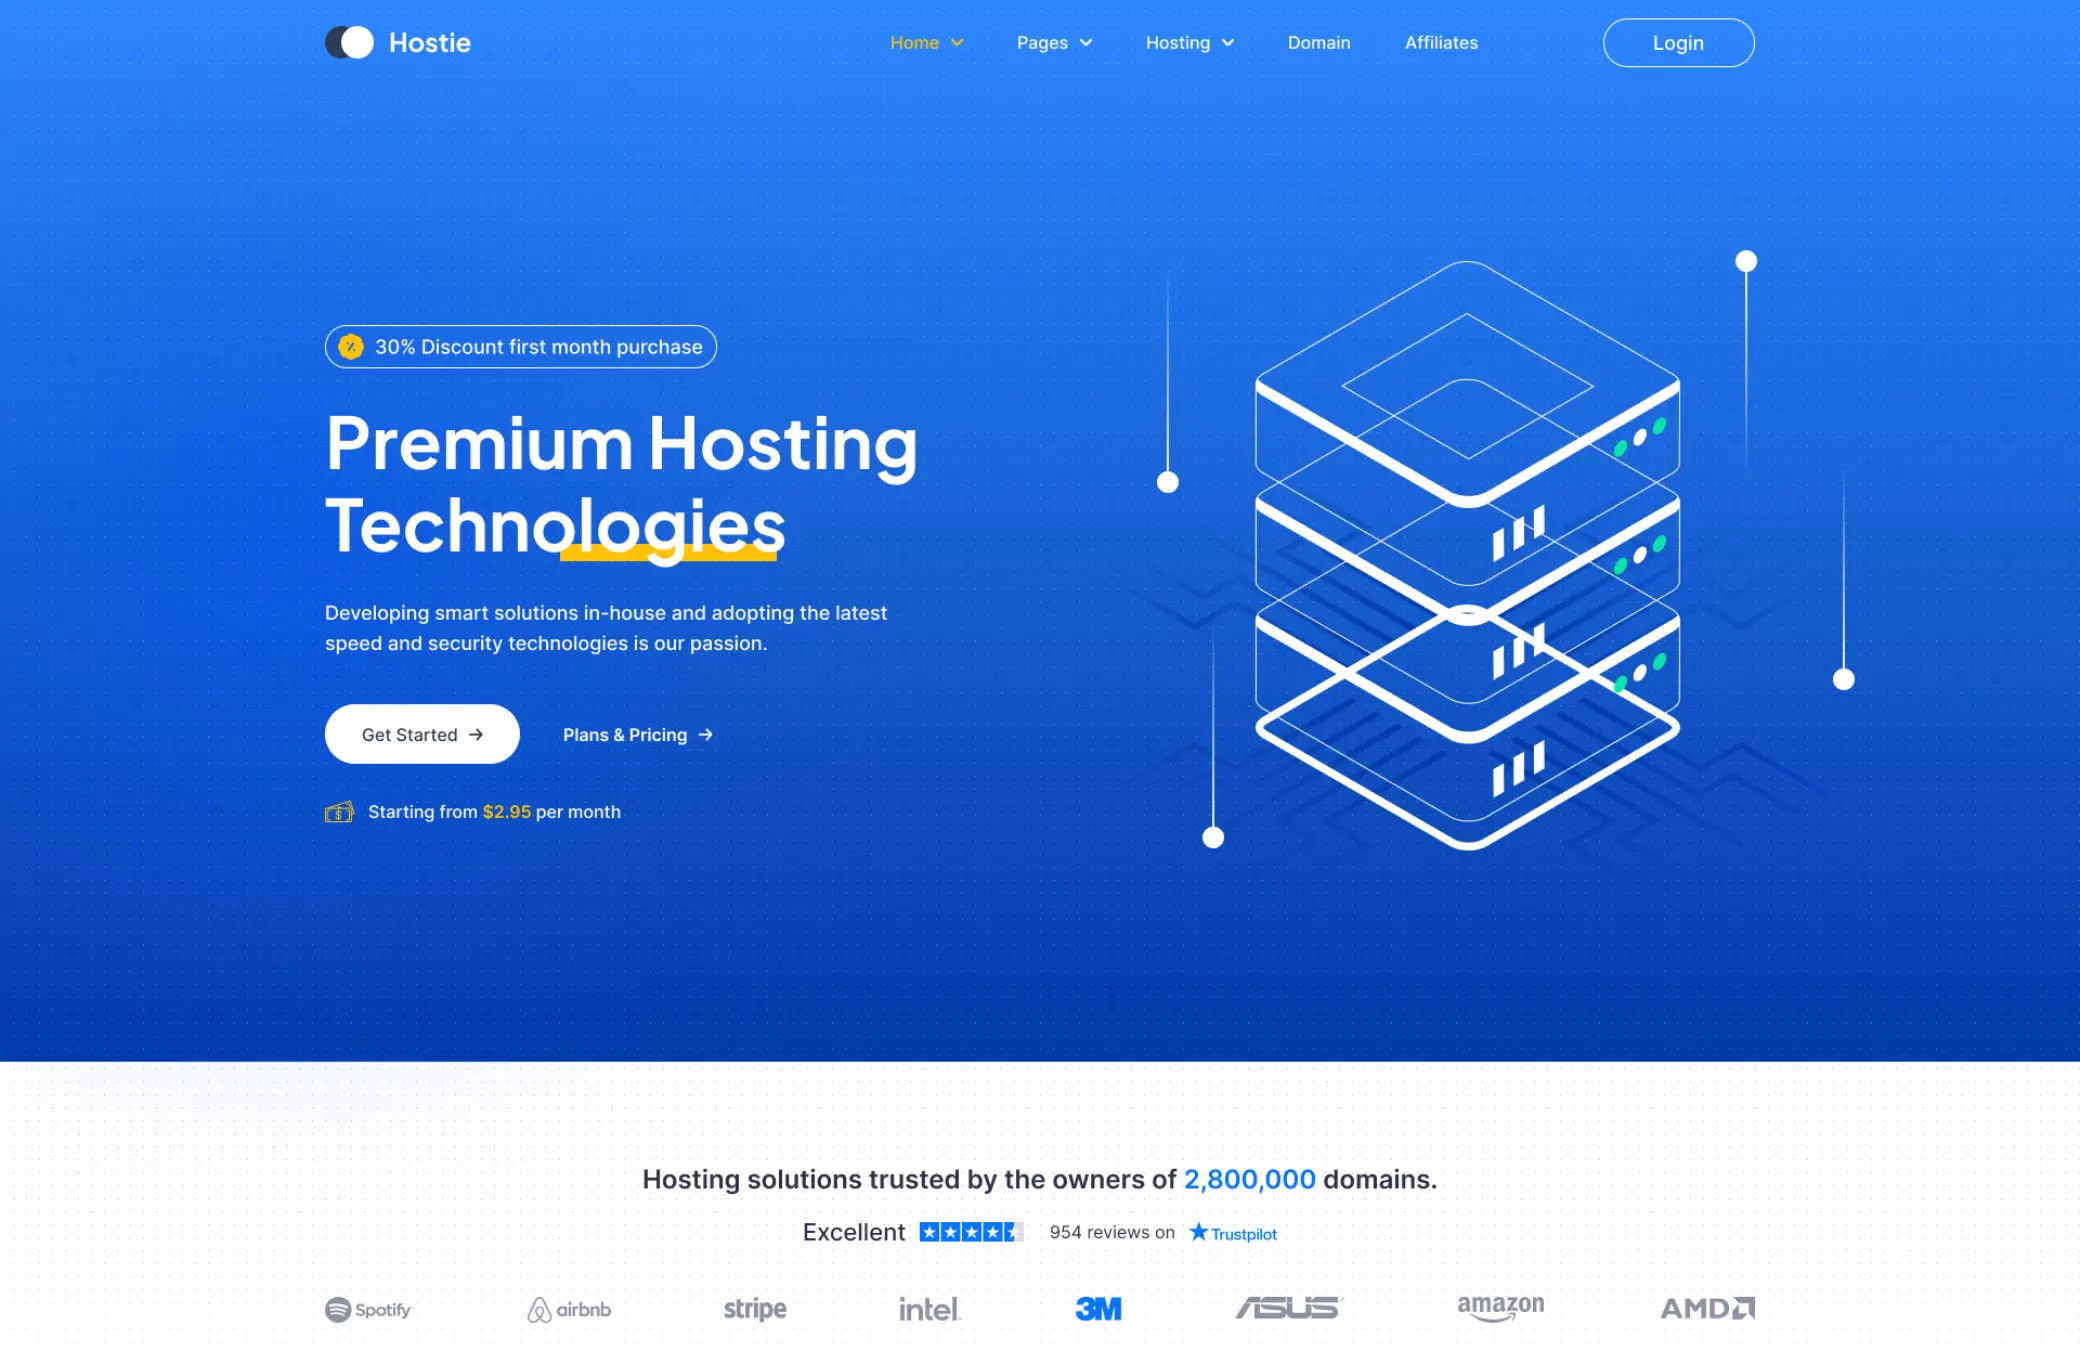 Hostie
Home
Pages
Hosting
Domain
Affiliates
Login
30% Discount first month purchase
Premium Hosting
Technologies
Developing smart solutions in-house and adopting the latest
speed and security technologies is our passion.
Get Started
Plans & Pricing
Starting from $2.95 per month
Hosting solutions trusted by the owners of 2,800,000 domains.
Excellent
954 reviews on
Trustpilot
Spotify
airbnb
stripe
intel.
3M
ASUS
amazon
AMD